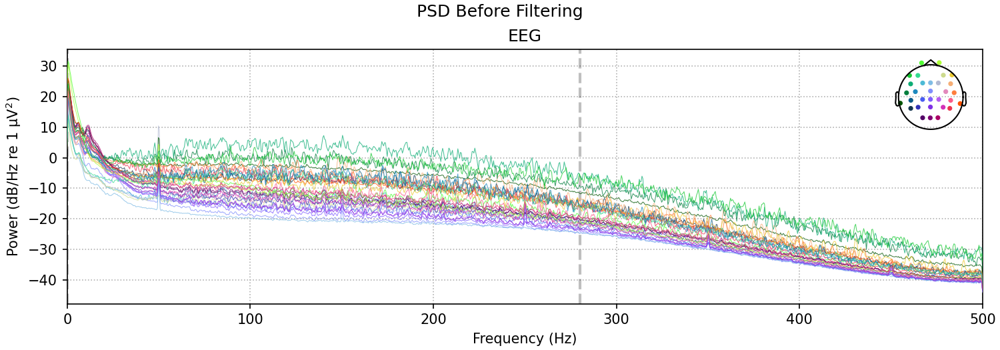 PSD Before Filtering
EEG
Power (dB/Hz re 1 µV²)
30
20
10
0
−10
−20
−30
−40
0 100 200 300 400 500
Frequency (Hz)